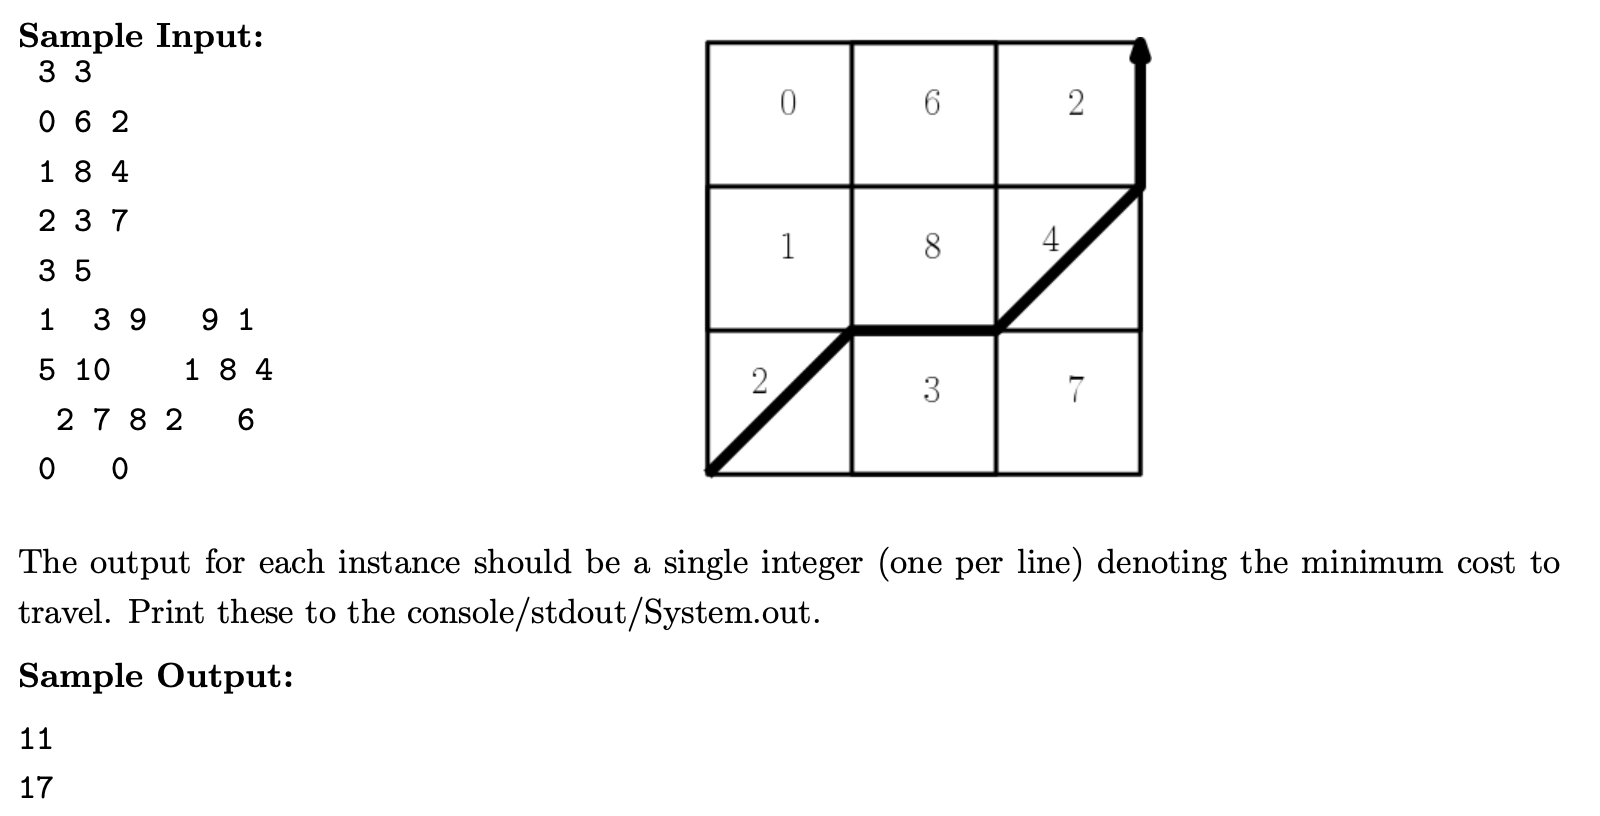 Sample Input:
3 3
0 6 2
1 8 4
2 3 7
3 5
1 3 9 9 1
5 10 1 8 4
2 7 8 2 6
0 0
0 6 2
1 8 4
2 3 7
The output for each instance should be a single integer (one per line) denoting the minimum cost to
travel. Print these to the console/stdout/System.out.
Sample Output:
11
17